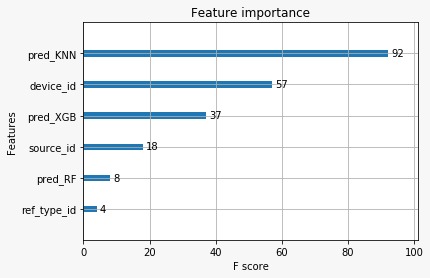 Feature importance
Features
pred_KNN 92
device_id 57
pred_XGB 37
source_id 18
pred_RF 8
ref_type_id 4
0 20 40 60 80 100
F score